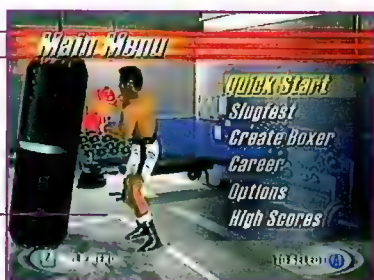 Main Menu
Quick Start
Slugfest
Create Boxer
Career
Options
High Scores
Z
A